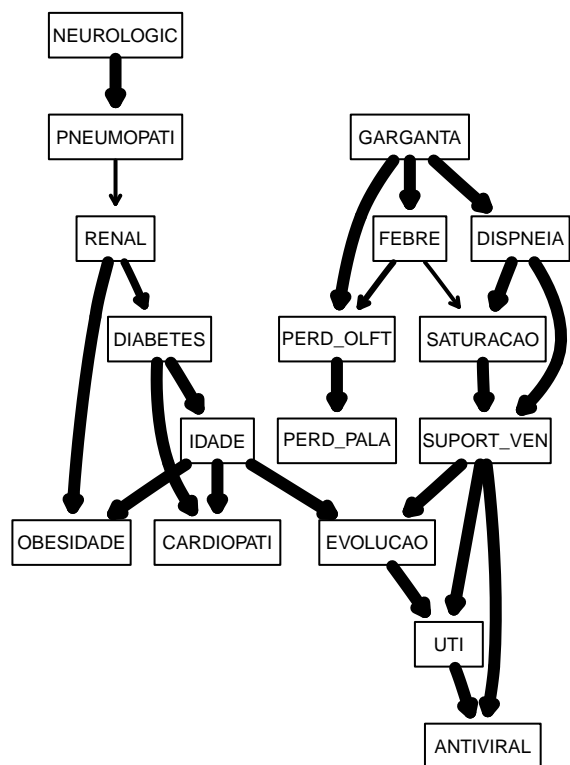 NEUROLOGIC
PNEUMOPATI
GARGANTA
RENAL
FEBRE
DISPNEIA
DIABETES
PERD_OLFT
SATURACAO
IDADE
PERD_PALA
SUPORT_VEN
OBESIDADE
CARDIOPATI
EVOLUCAO
UTI
ANTIVIRAL